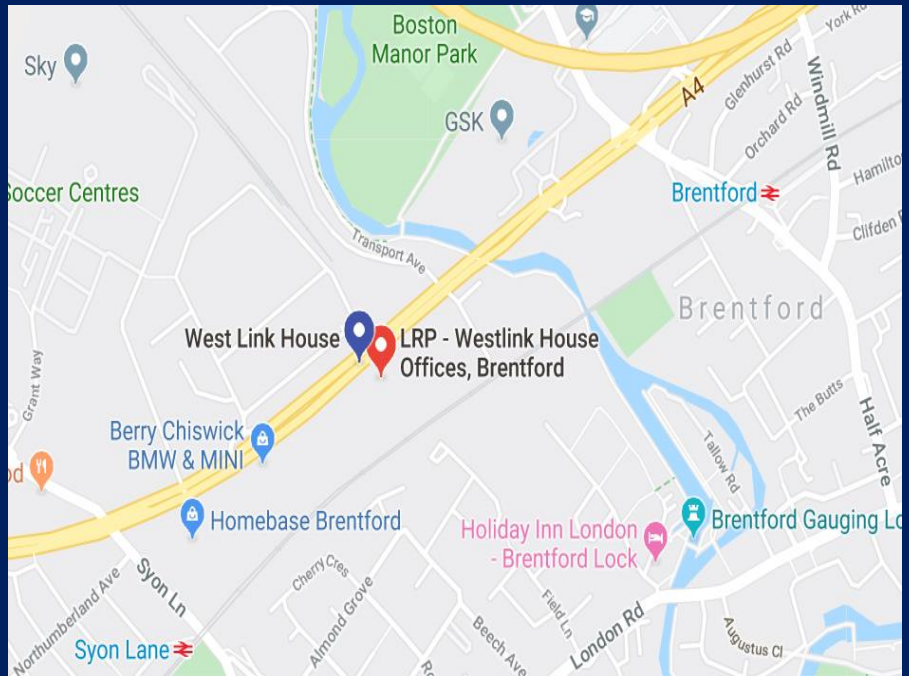 Boston
Manor Park
York Rd
Sky
Glenhurst Rd
Windmill Rd
A4
GSK
Orchard Rd
Soccer Centres
Brentford
Hamilto
Transport Ave
Clifden
Brentford
West Link House
LRP - Westlink House
Offices, Brentford
Grant Way
The Butts
Half Acre
Berry Chiswick
BMW & MINI
Tallow Rd
od
Homebase Brentford
Holiday Inn London
- Brentford Lock
Brentford Gauging Lo
Syon Ln
Cherry Cres
Northumberland Ave
Almond Grove
Beech Ave
Field Ln
London Rd
Augustus Cl
Syon Lane